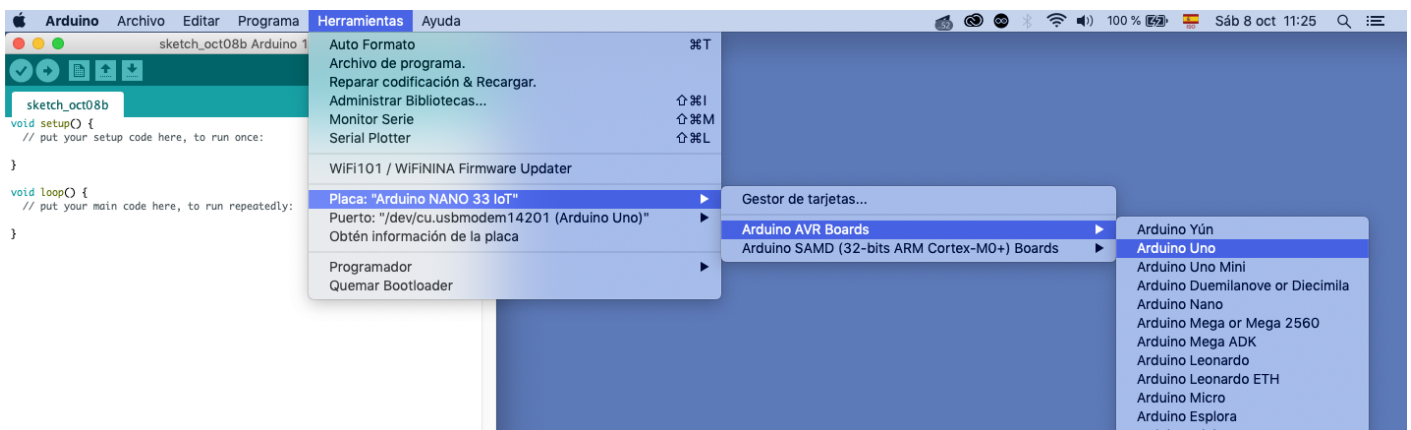 Arduino Archivo Editar Programa Herramientas Ayuda 100 % Sáb 8 oct 11:25
sketch_oct08b Arduino 1
sketch_oct08b
void setup() {
// put your setup code here, to run once:
}
void loop() {
// put your main code here, to run repeatedly:
}
Auto Formato ⌘T
Archivo de programa.
Reparar codificación & Recargar.
Administrar Bibliotecas... ⇧⌘I
Monitor Serie ⇧⌘M
Serial Plotter ⇧⌘L
WiFi101 / WiFiNINA Firmware Updater
Placa: "Arduino NANO 33 IoT"
Puerto: "/dev/cu.usbmodem14201 (Arduino Uno)"
Obtén información de la placa
Programador
Quemar Bootloader
Gestor de tarjetas...
Arduino AVR Boards
Arduino SAMD (32-bits ARM Cortex-M0+) Boards
Arduino Yún
Arduino Uno
Arduino Uno Mini
Arduino Duemilanove or Diecimila
Arduino Nano
Arduino Mega or Mega 2560
Arduino Mega ADK
Arduino Leonardo
Arduino Leonardo ETH
Arduino Micro
Arduino Esplora